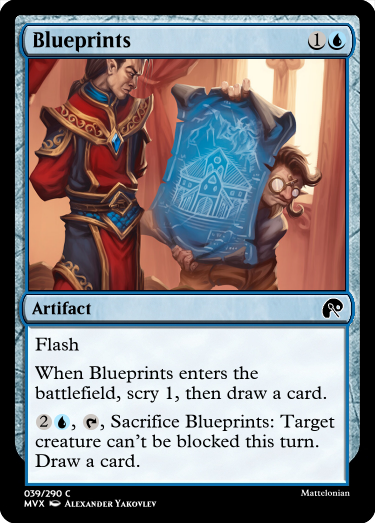 Blueprints 1
Artifact
Flash
When Blueprints enters the
battlefield, scry 1, then draw a card.
2, , Sacrifice Blueprints: Target
creature can't be blocked this turn.
Draw a card.
039/290 C
MVX Alexander Yakovlev
Mattelonian